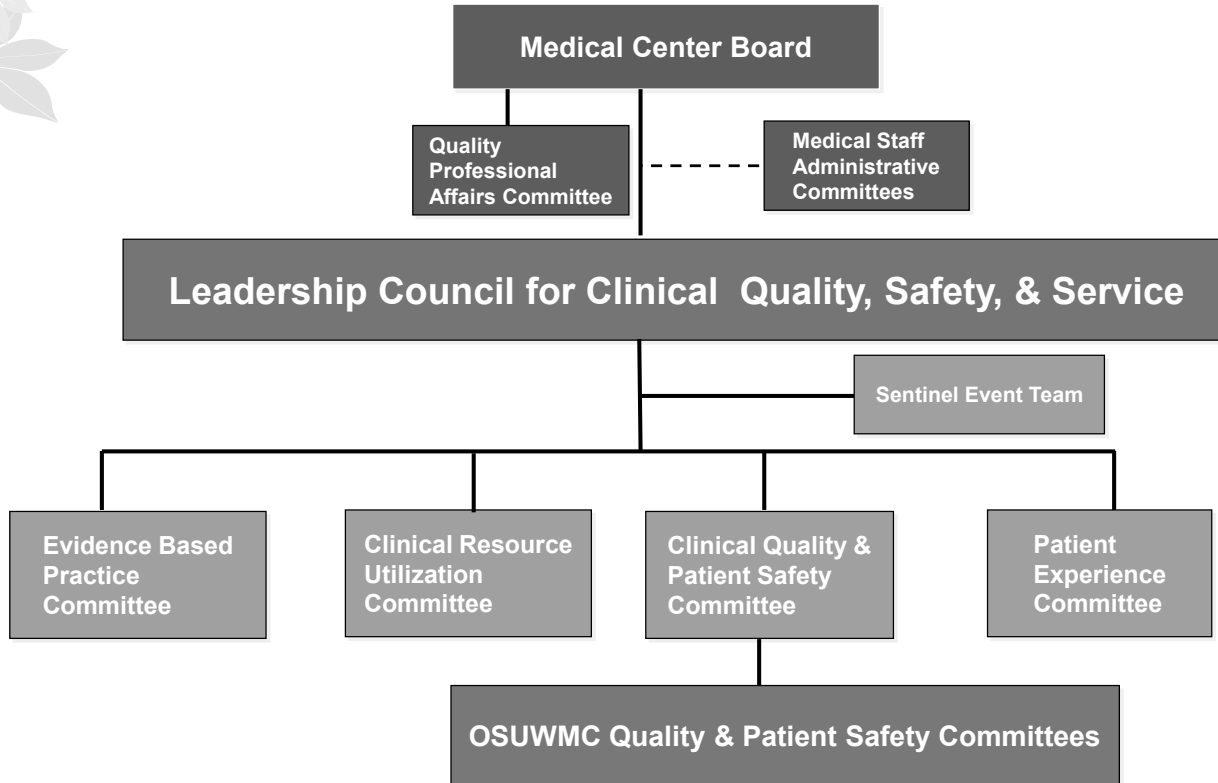 Medical Center Board
Quality
Professional
Affairs Committee
Medical Staff
Administrative
Committees
Leadership Council for Clinical  Quality, Safety, & Service
Sentinel Event Team
Evidence Based
Practice
Committee
Clinical Resource
Utilization
Committee
Clinical Quality &
Patient Safety
Committee
Patient
Experience
Committee
OSUWMC Quality & Patient Safety Committees